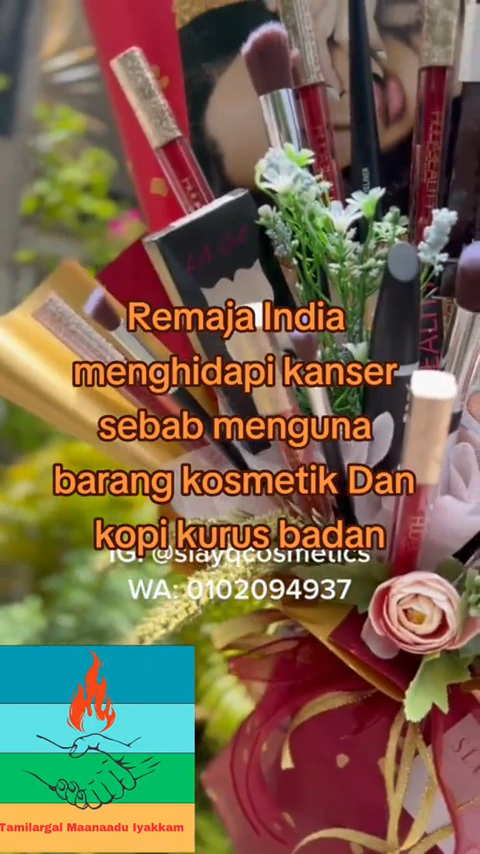 Remaja India
menghidapi kanser
sebab menguna
barang kosmetik Dan
kopi kurus badan
IG: @slayqcosmetics
WA: 0102094937
Tamilargal Maanaadu Iyakkam